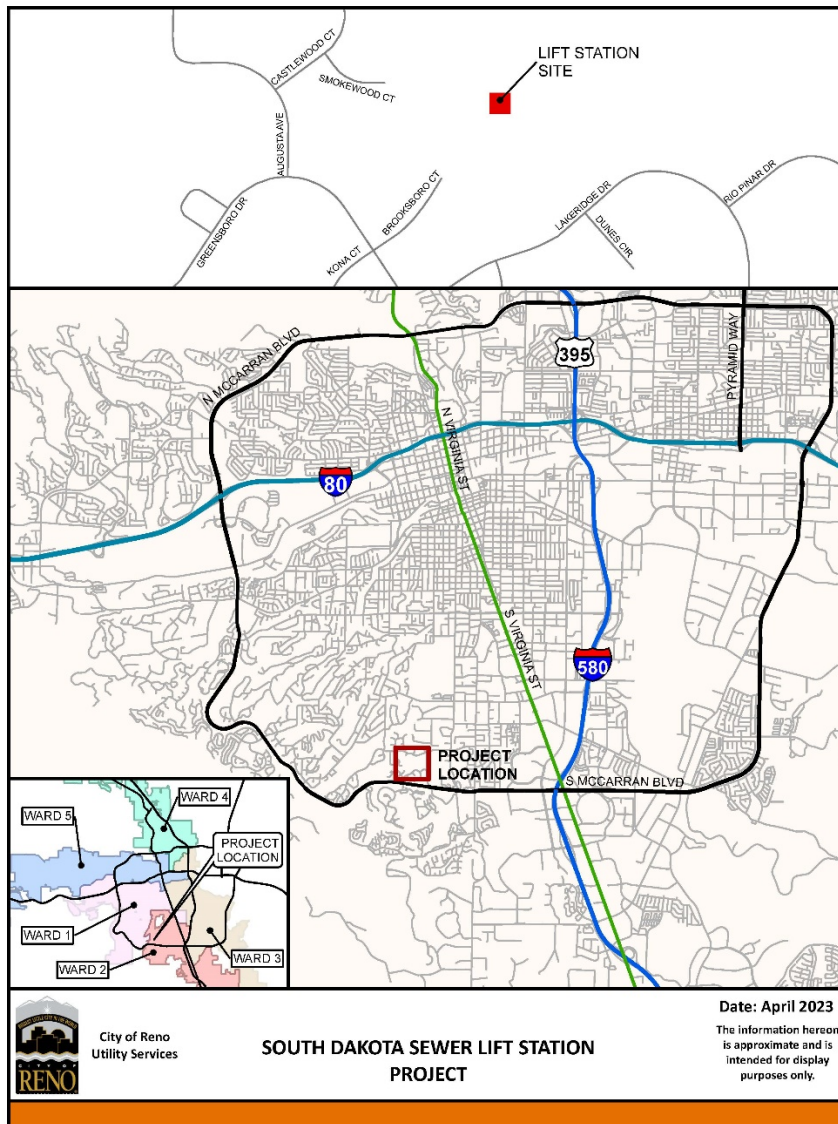 LIFT STATION
SITE
CASTLEWOOD CT
SMOKEWOOD CT
AUGUSTA AVE
GREENSBORO DR
KONA CT
BROOKSBORO CT
LAKERIDGE DR
DUNES CIR
RIO PINAR DR
N MCCARRAN BLVD
395
PYRAMID WAY
N VIRGINIA ST
80
S VIRGINIA ST
580
PROJECT
LOCATION
S MCCARRAN BLVD
WARD 4
WARD 5
PROJECT
LOCATION
WARD 1
WARD 2
WARD 3
CITY OF
RENO
City of Reno
Utility Services
SOUTH DAKOTA SEWER LIFT STATION
PROJECT
Date: April 2023
The information hereon
is approximate and is
intended for display
purposes only.